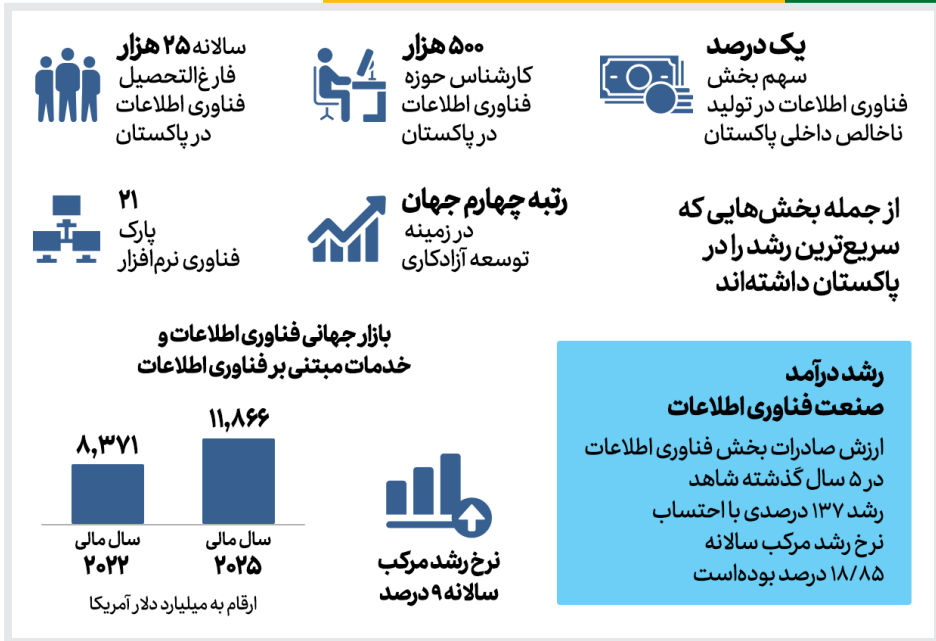 یک درصد
سهم بخش
فناوری اطلاعات در تولید
ناخالص داخلی پاکستان
۵۰۰ هزار
کارشناس حوزه
فناوری اطلاعات
در پاکستان
سالانه ۲۵ هزار
فارغ‌التحصیل
فناوری اطلاعات
در پاکستان
از جمله بخش‌هایی که
سریع‌ترین رشد را در
پاکستان داشته‌اند
رتبه چهارم جهان
در زمینه
توسعه آزادکاری
۲۱
پارک
فناوری نرم‌افزار
رشد درآمد
صنعت فناوری اطلاعات
ارزش صادرات بخش فناوری اطلاعات
در ۵ سال گذشته شاهد
رشد ۱۳۷ درصدی با احتساب
نرخ رشد مرکب سالانه
۱۸/۸۵ درصد بوده‌است
بازار جهانی فناوری اطلاعات و
خدمات مبتنی بر فناوری اطلاعات
نرخ رشد مرکب
سالانه ۹ درصد
۱۱,۸۶۶
سال مالی
۲۰۲۵
۸,۳۷۱
سال مالی
۲۰۲۲
ارقام به میلیارد دلار آمریکا